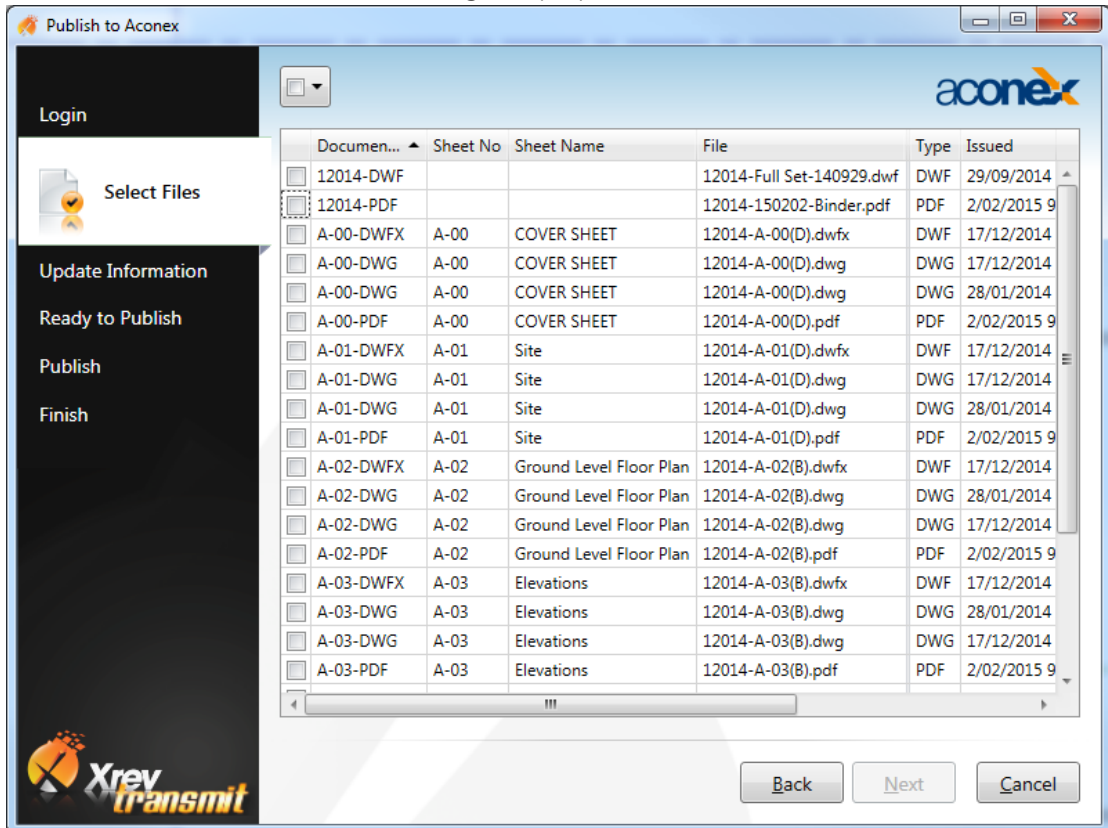 Publish to Aconex
aconex
Login
Select Files
Update Information
Ready to Publish
Publish
Finish
Documen... Sheet No Sheet Name File Type Issued
12014-DWF 12014-Full Set-140929.dwf DWF 29/09/2014
12014-PDF 12014-150202-Binder.pdf PDF 2/02/2015 9
A-00-DWFX A-00 COVER SHEET 12014-A-00(D).dwfx DWF 17/12/2014
A-00-DWG A-00 COVER SHEET 12014-A-00(D).dwg DWG 17/12/2014
A-00-DWG A-00 COVER SHEET 12014-A-00(D).dwg DWG 28/01/2014
A-00-PDF A-00 COVER SHEET 12014-A-00(D).pdf PDF 2/02/2015 9
A-01-DWFX A-01 Site 12014-A-01(D).dwfx DWF 17/12/2014
A-01-DWG A-01 Site 12014-A-01(D).dwg DWG 17/12/2014
A-01-DWG A-01 Site 12014-A-01(D).dwg DWG 28/01/2014
A-01-PDF A-01 Site 12014-A-01(D).pdf PDF 2/02/2015 9
A-02-DWFX A-02 Ground Level Floor Plan 12014-A-02(B).dwfx DWF 17/12/2014
A-02-DWG A-02 Ground Level Floor Plan 12014-A-02(B).dwg DWG 28/01/2014
A-02-DWG A-02 Ground Level Floor Plan 12014-A-02(B).dwg DWG 17/12/2014
A-02-PDF A-02 Ground Level Floor Plan 12014-A-02(B).pdf PDF 2/02/2015 9
A-03-DWFX A-03 Elevations 12014-A-03(B).dwfx DWF 17/12/2014
A-03-DWG A-03 Elevations 12014-A-03(B).dwg DWG 28/01/2014
A-03-DWG A-03 Elevations 12014-A-03(B).dwg DWG 17/12/2014
A-03-PDF A-03 Elevations 12014-A-03(B).pdf PDF 2/02/2015 9
Xrev
transmit
Back Next Cancel